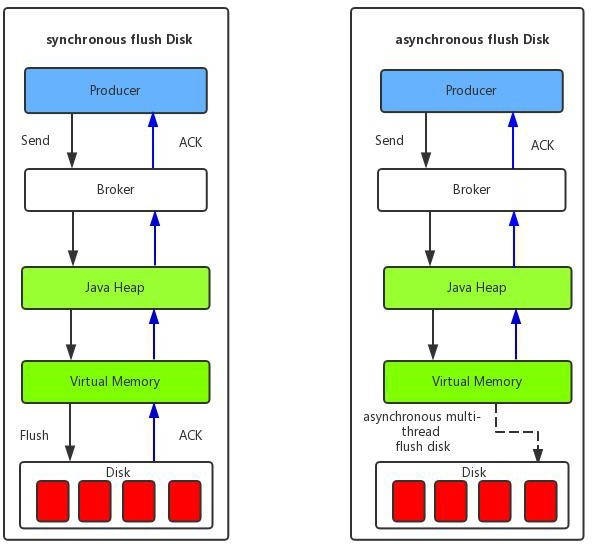 synchronous flush Disk
Producer
Send
ACK
Broker
Java Heap
Virtual Memory
Flush
ACK
Disk
asynchronous flush Disk
Producer
Send
ACK
Broker
Java Heap
Virtual Memory
asynchronous multi-
thread
flush disk
Disk